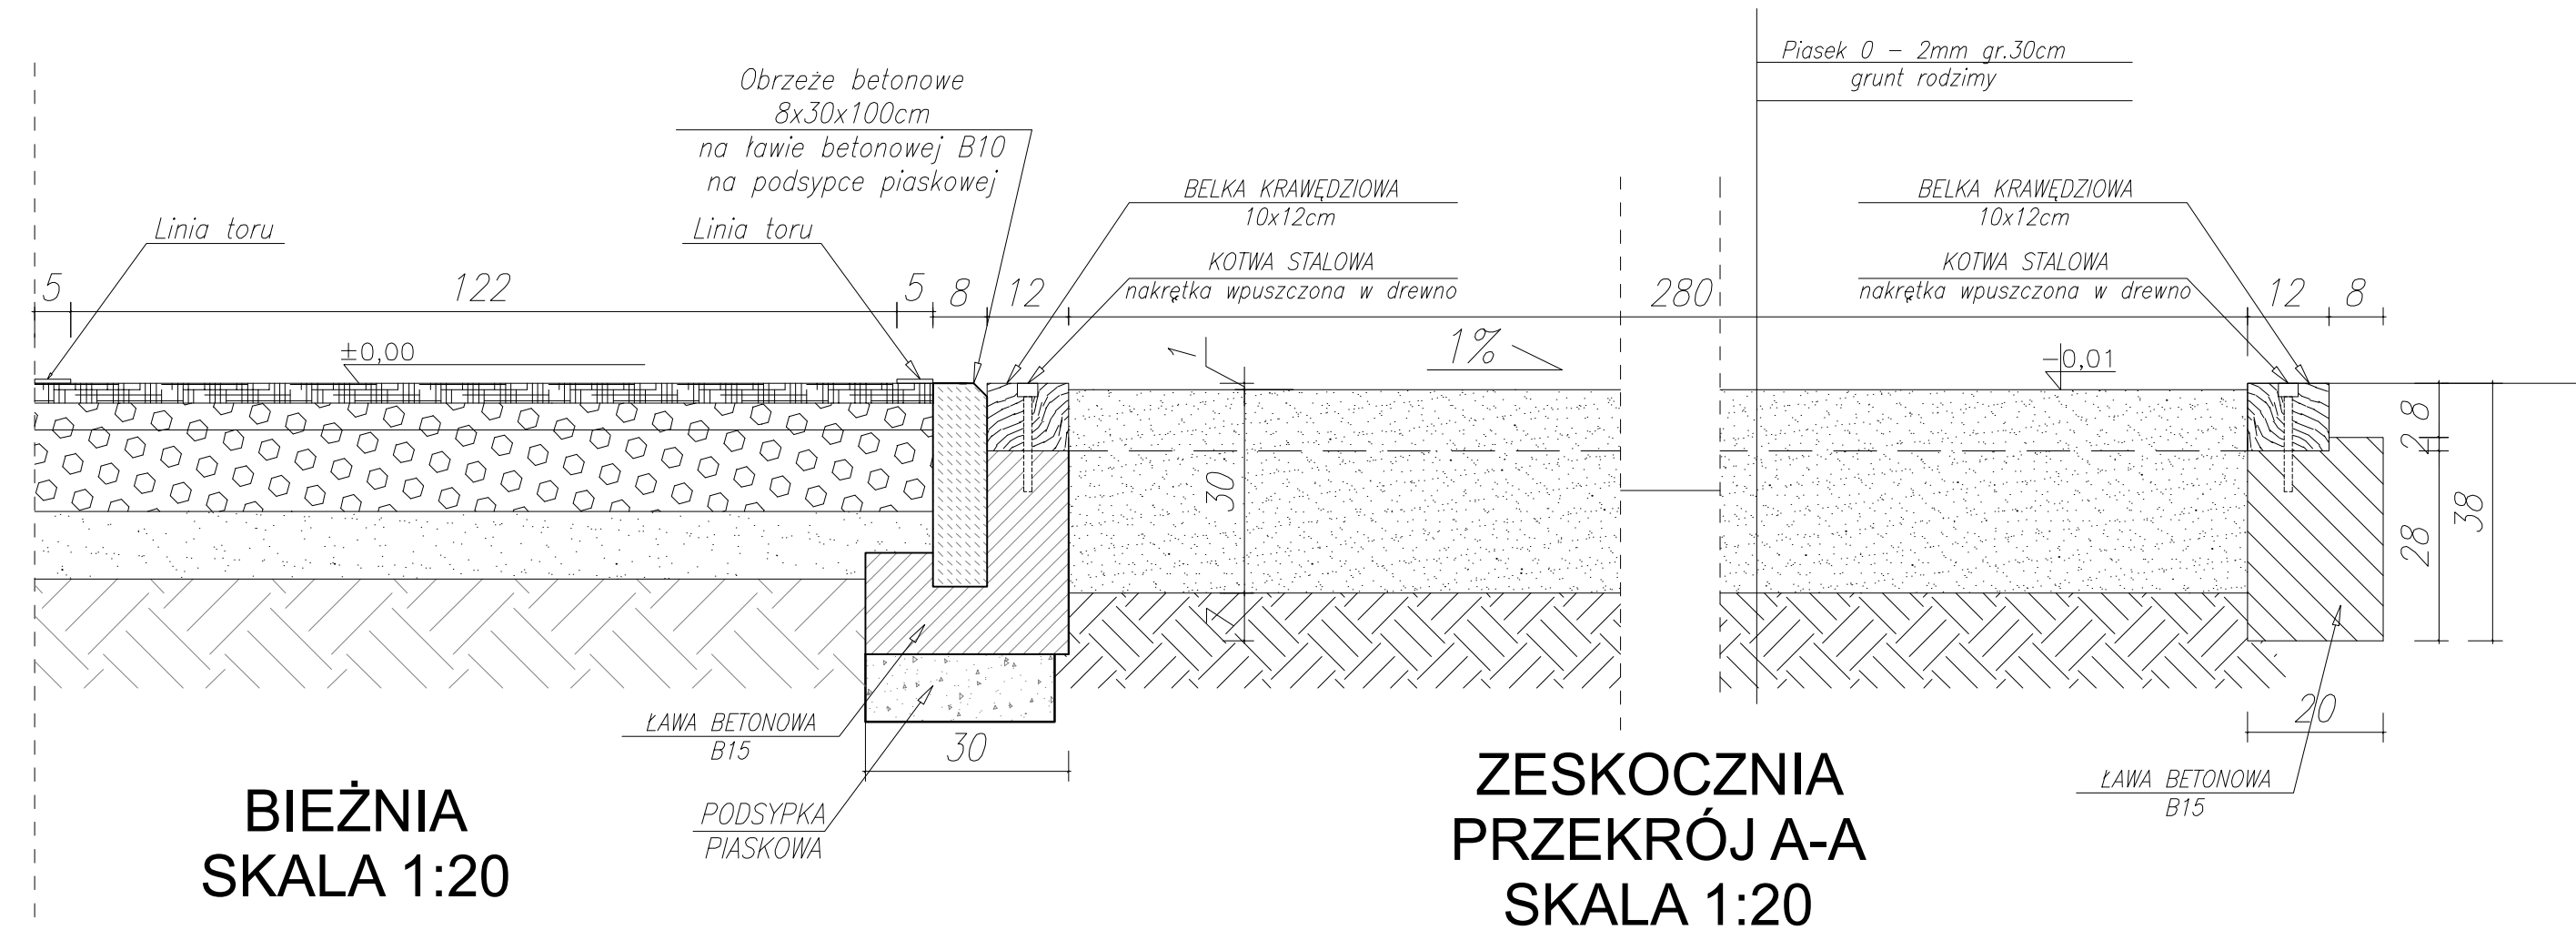 Piasek 0 - 2mm gr.30cm
grunt rodzimy
Obrzeże betonowe
8x30x100cm
na ławie betonowej B10
na podsypce piaskowej
BELKA KRAWĘDZIOWA
10x12cm
BELKA KRAWĘDZIOWA
10x12cm
Linia toru
Linia toru
KOTWA STALOWA
nakrętka wpuszczona w drewno
KOTWA STALOWA
nakrętka wpuszczona w drewno
5
122
5
8
12
280
12
8
±0,00
1
1%
-0,01
8
2
30
38
28
7
20
ŁAWA BETONOWA
B15
30
PODSYPKA
PIASKOWA
ŁAWA BETONOWA
B15
BIEŻNIA
SKALA 1:20
ZESKOCZNIA
PRZEKRÓJ A-A
SKALA 1:20